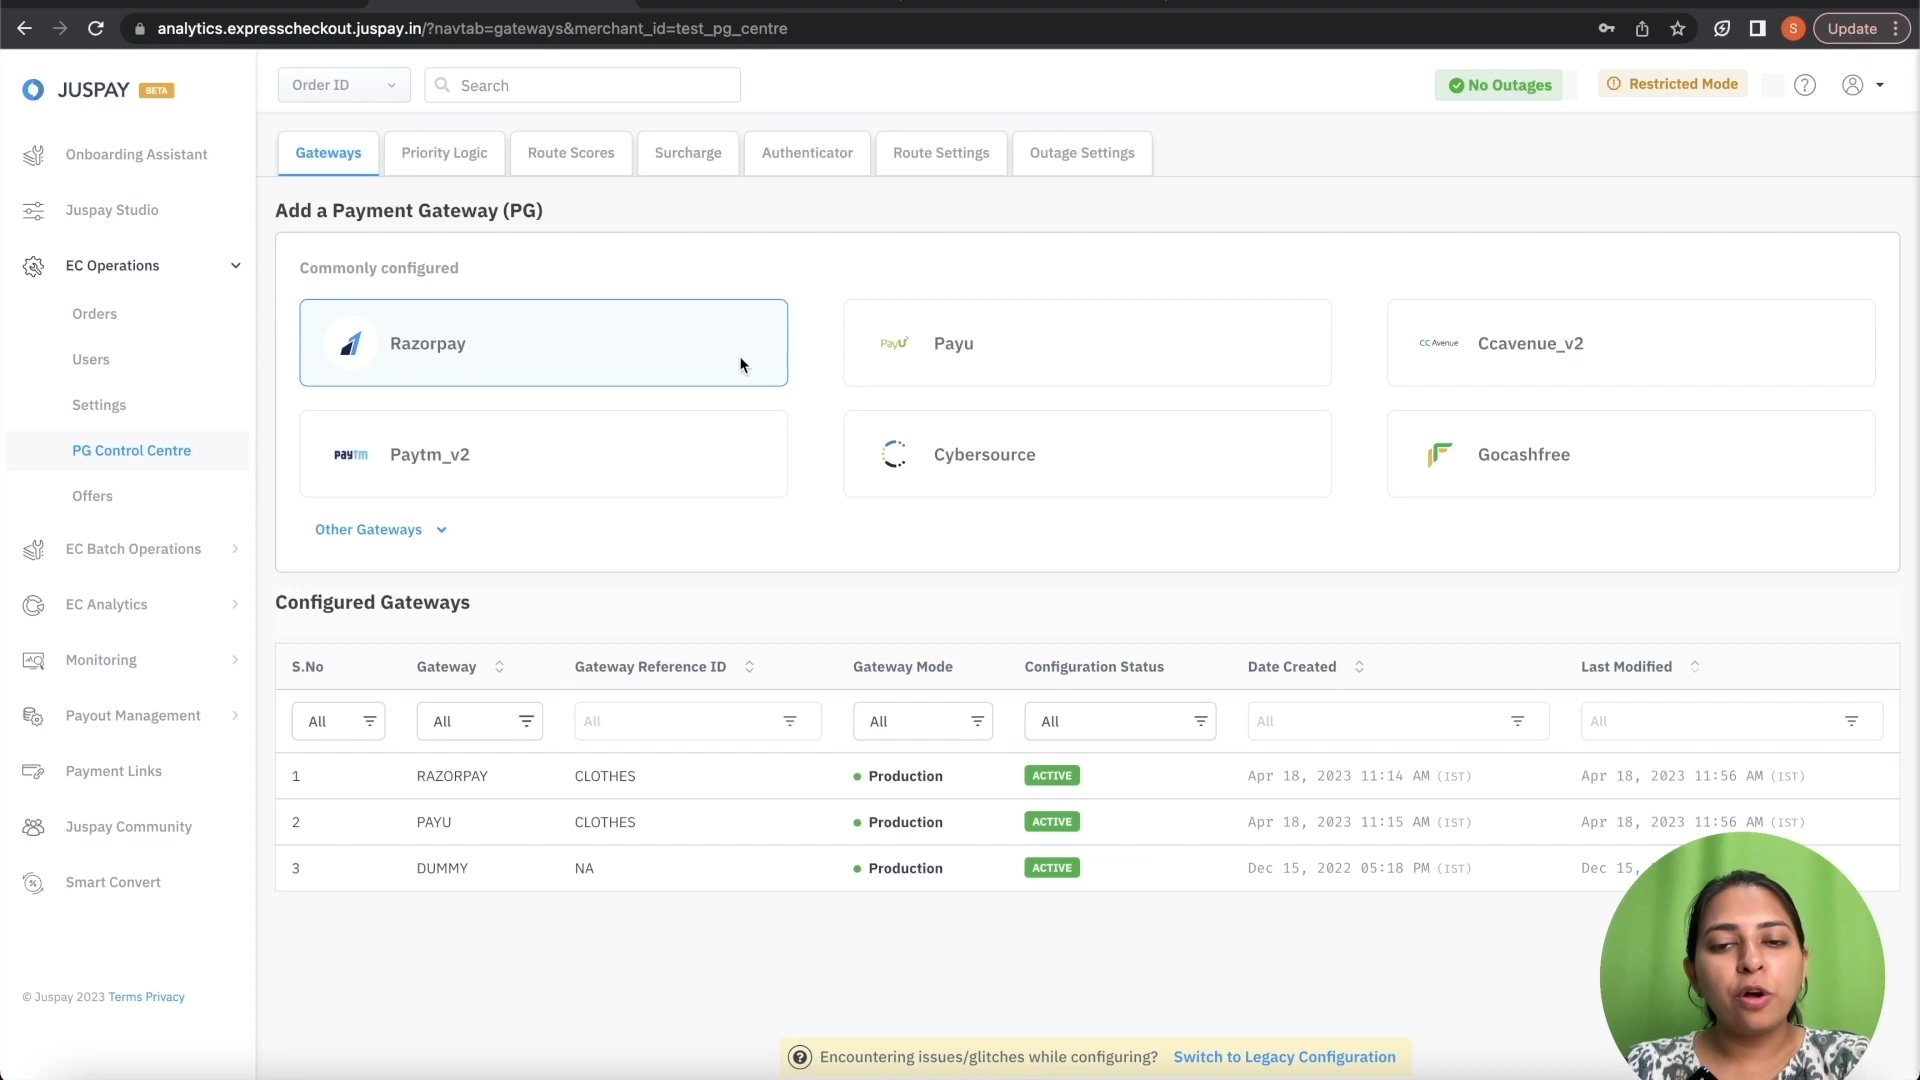 analytics.expresscheckout.juspay.in/?navtab=gateways&merchant_id=test_pg_centre
S
Update
JUSPAY BETA
Order ID
Search
No Outages
Restricted Mode
Onboarding Assistant
Juspay Studio
EC Operations
Orders
Users
Settings
PG Control Centre
Offers
EC Batch Operations
EC Analytics
Monitoring
Payout Management
Payment Links
Juspay Community
Smart Convert
© Juspay 2023 Terms Privacy
Gateways Priority Logic Route Scores Surcharge Authenticator Route Settings Outage Settings
Add a Payment Gateway (PG)
Commonly configured
Razorpay
PayU Payu
CC Avenue Ccavenue_v2
paytm Paytm_v2
Cybersource
Gocashfree
Other Gateways
Configured Gateways
S.No Gateway Gateway Reference ID Gateway Mode Configuration Status Date Created Last Modified
All All All All All All All
1 RAZORPAY CLOTHES Production ACTIVE Apr 18, 2023 11:14 AM (IST) Apr 18, 2023 11:56 AM (IST)
2 PAYU CLOTHES Production ACTIVE Apr 18, 2023 11:15 AM (IST) Apr 18, 2023 11:56 AM (IST)
3 DUMMY NA Production ACTIVE Dec 15, 2022 05:18 PM (IST) Dec 15,
Encountering issues/glitches while configuring? Switch to Legacy Configuration